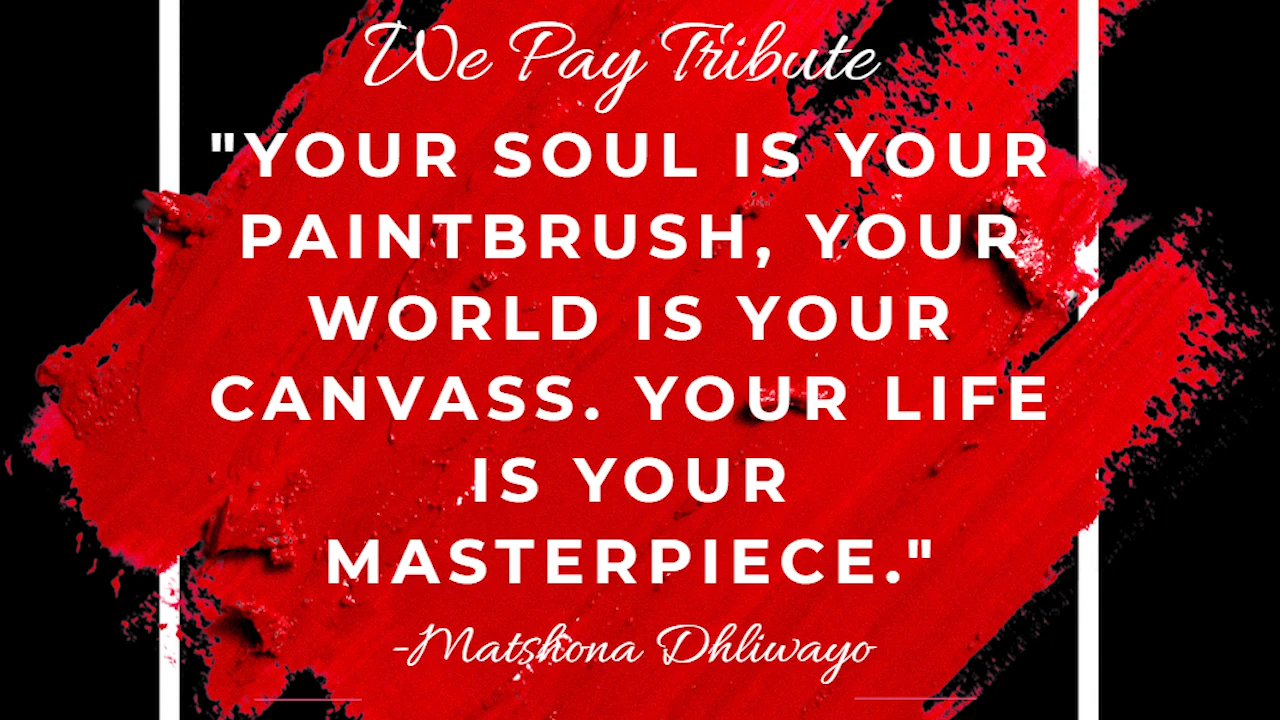 We Pay Tribute
"YOUR SOUL IS YOUR
PAINTBRUSH, YOUR
WORLD IS YOUR
CANVASS. YOUR LIFE
IS YOUR
MASTERPIECE."
-Matshona Dhliwayo